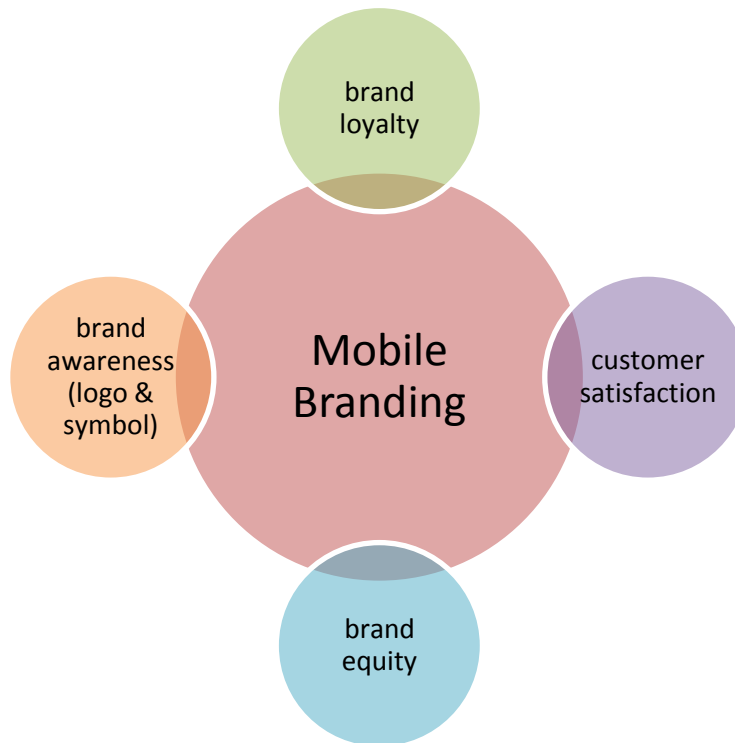 brand
loyalty
brand
awareness
(logo &
symbol)
Mobile
Branding
customer
satisfaction
brand
equity